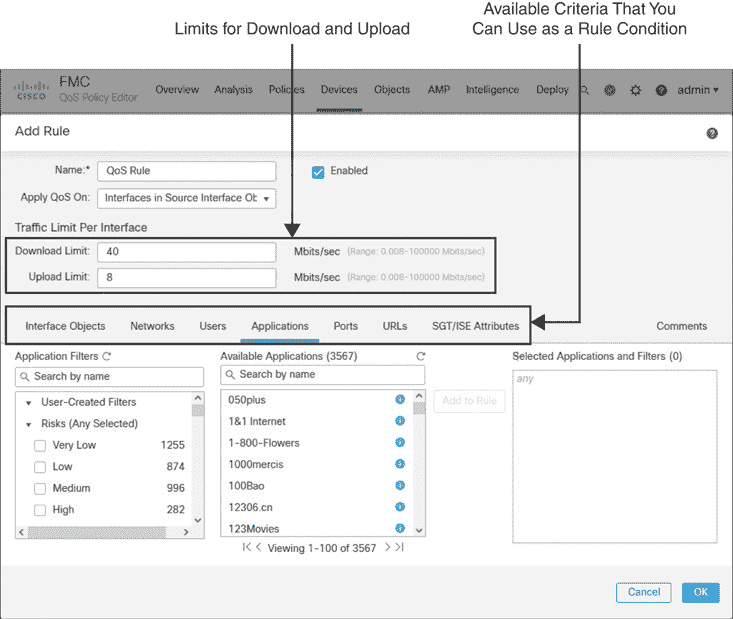 Limits for Download and Upload
Available Criteria That You
Can Use as a Rule Condition
CISCO
FMC
QoS Policy Editor
Overview Analysis Policies Devices Objects AMP Intelligence Deploy admin
Add Rule
Name:* QoS Rule Enabled
Apply QoS On: Interfaces in Source Interface Ob
Traffic Limit Per Interface
Download Limit: 40 Mbits/sec (Range: 0.008-100000 Mbits/sec)
Upload Limit: 8 Mbits/sec (Range: 0.008-100000 Mbits/sec)
Interface Objects Networks Users Applications Ports URLs SGT/ISE Attributes Comments
Application Filters Available Applications (3567) Selected Applications and Filters (0)
Search by name Search by name any
User-Created Filters 050plus Add to Rule
Risks (Any Selected) 1&1 Internet
Very Low 1255 1-800-Flowers
Low 874 1000mercis
Medium 996 100Bao
High 282 12306.cn
123Movies
Viewing 1-100 of 3567
Cancel OK